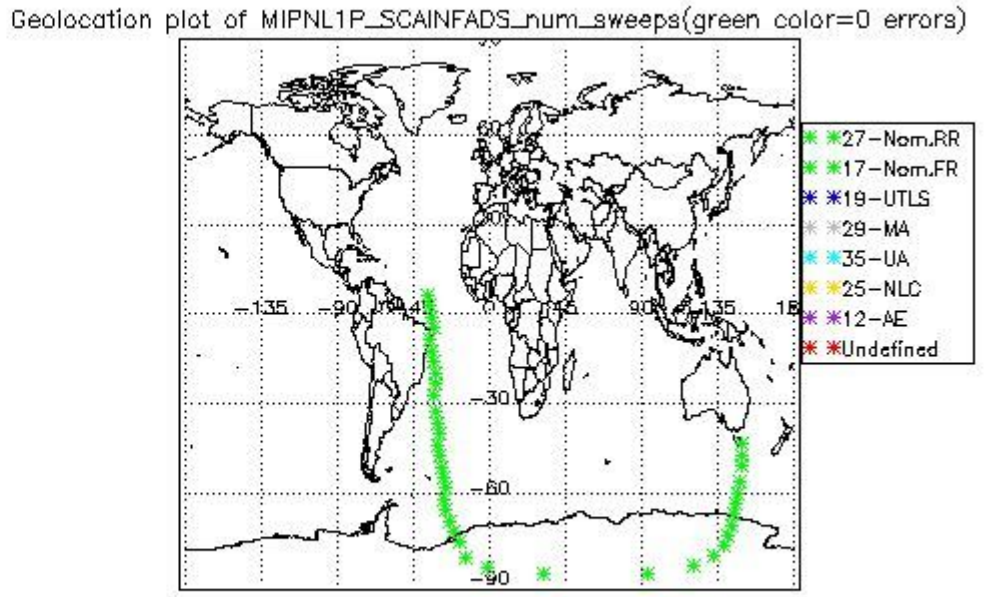 Geolocation plot of MIPNL1P_SCAINFADS_num_sweeps(green color=0 errors)
60
-135 -90 -45 0 45 90 135
-30
-60
-90
**27-Nom.RR
**17-Nom.FR
**19-UTLS
**29-MA
**35-UA
**25-NLC
**12-AE
**Undefined